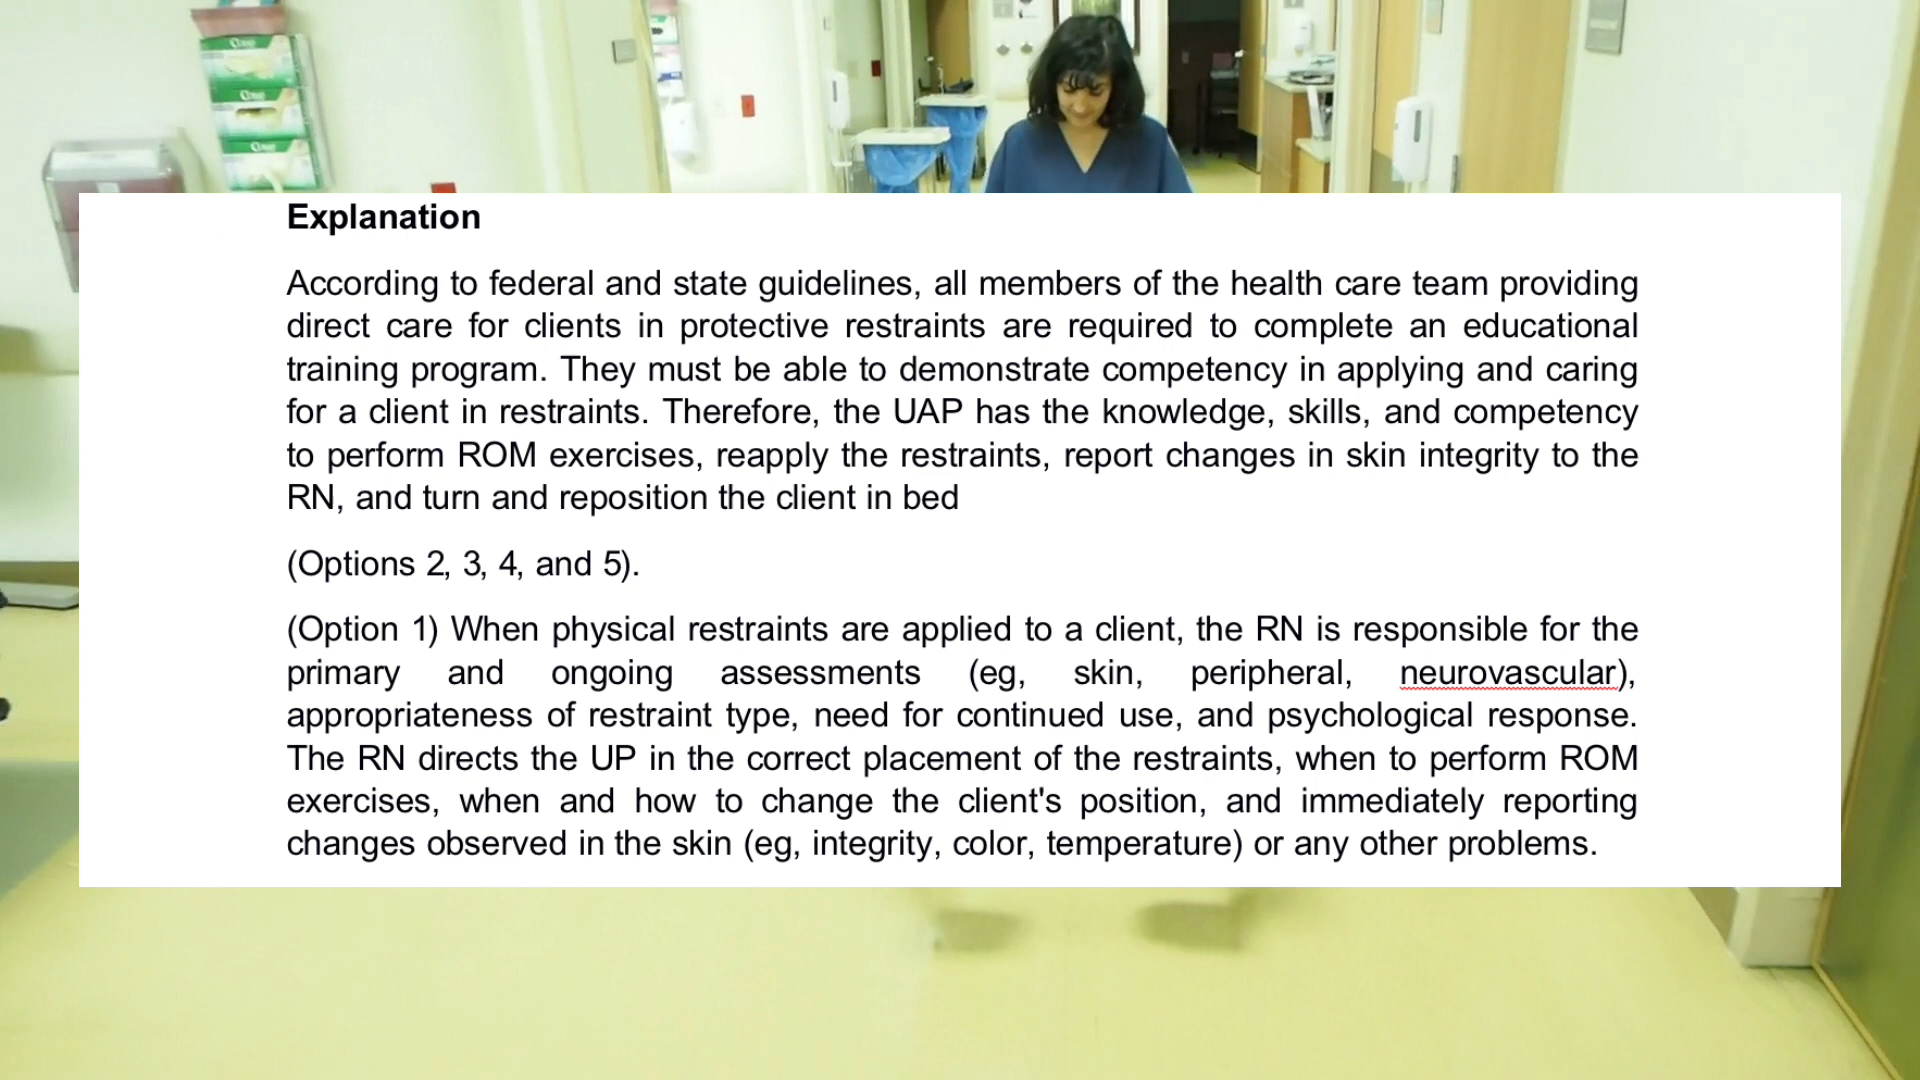 Explanation
According to federal and state guidelines, all members of the health care team providing
direct care for clients in protective restraints are required to complete an educational
training program. They must be able to demonstrate competency in applying and caring
for a client in restraints. Therefore, the UAP has the knowledge, skills, and competency
to perform ROM exercises, reapply the restraints, report changes in skin integrity to the
RN, and turn and reposition the client in bed
(Options 2, 3, 4, and 5).
(Option 1) When physical restraints are applied to a client, the RN is responsible for the
primary and ongoing assessments (eg, skin, peripheral, neurovascular),
appropriateness of restraint type, need for continued use, and psychological response.
The RN directs the UP in the correct placement of the restraints, when to perform ROM
exercises, when and how to change the client's position, and immediately reporting
changes observed in the skin (eg, integrity, color, temperature) or any other problems.